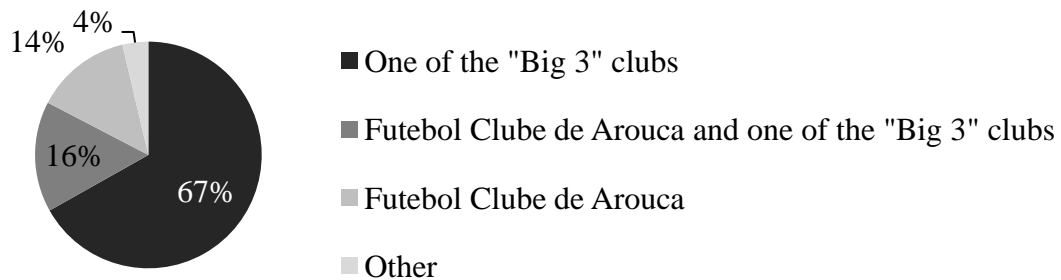 4%
14%
16%
67%
One of the "Big 3" clubs
Futebol Clube de Arouca and one of the "Big 3" clubs
Futebol Clube de Arouca
Other